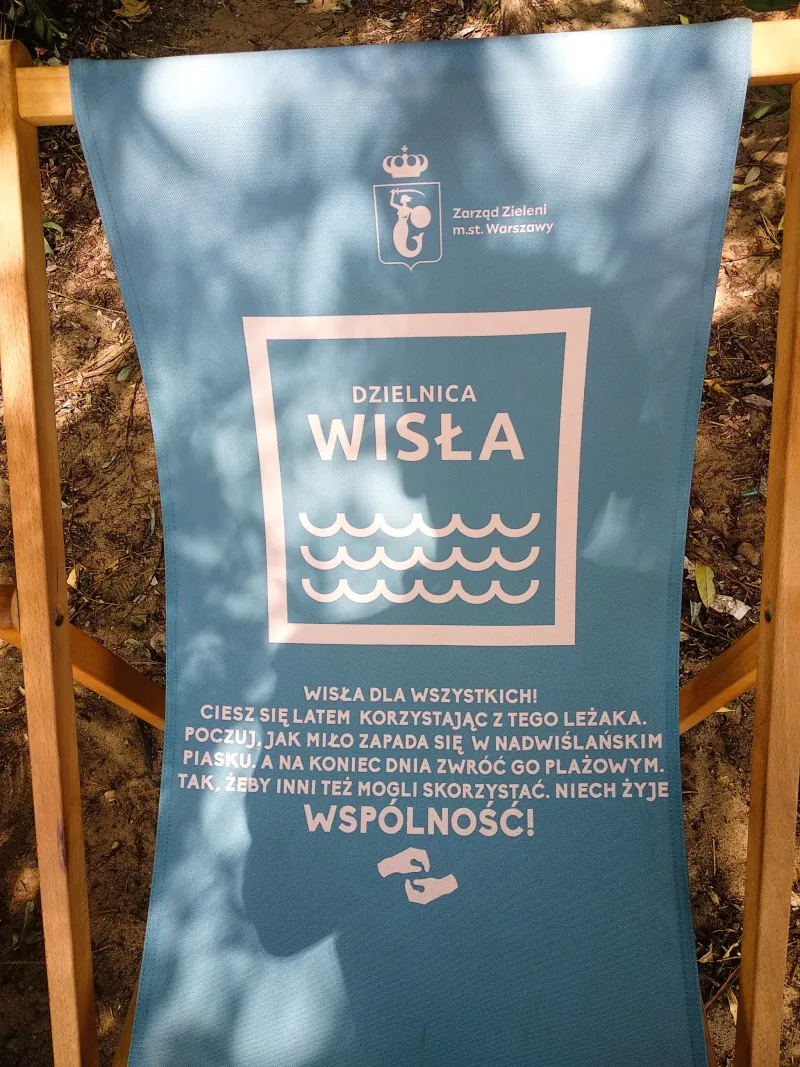 Zarząd Zieleni
m.st. Warszawy
DZIELNICA
WISŁA
WISŁA DLA WSZYSTKICH!
CIESZ SIĘ LATEM KORZYSTAJĄC Z TEGO LEŻAKA.
POCZUJ, JAK MIŁO ZAPADA SIĘ W NADWIŚLAŃSKIM
PIASKU. A NA KONIEC DNIA ZWRÓĆ GO PLAŻOWYM.
TAK, ŻEBY INNI TEŻ MOGLI SKORZYSTAĆ. NIECH ŻYJE
WSPÓLNOŚĆ!